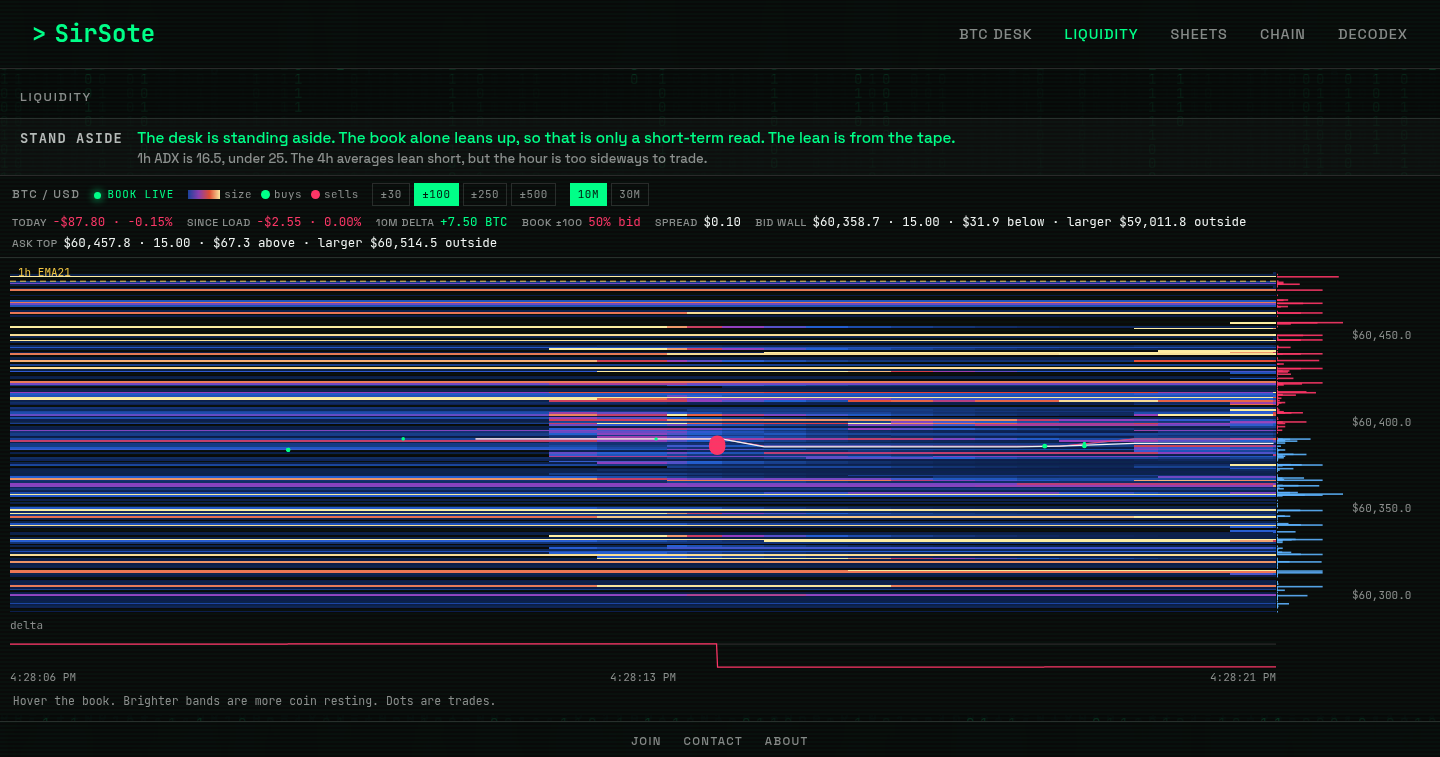 > SirSote
BTC DESK LIQUIDITY SHEETS CHAIN DECODEX
LIQUIDITY
STAND ASIDE The desk is standing aside. The book alone leans up, so that is only a short-term read. The lean is from the tape.
1h ADX is 16.5, under 25. The 4h averages lean short, but the hour is too sideways to trade.
BTC / USD BOOK LIVE size buys sells ±30 ±100 ±250 ±500 10M 30M
TODAY -$87.80 · -0.15% SINCE LOAD -$2.55 · 0.00% 10M DELTA +7.50 BTC BOOK ±100 50% bid SPREAD $0.10 BID WALL $60,358.7 · 15.00 · $31.9 below · larger $59,011.8 outside
ASK TOP $60,457.8 · 15.00 · $67.3 above · larger $60,514.5 outside
1h EMA21
$60,450.0
$60,400.0
$60,350.0
$60,300.0
delta
4:28:06 PM 4:28:13 PM 4:28:21 PM
Hover the book. Brighter bands are more coin resting. Dots are trades.
JOIN CONTACT ABOUT